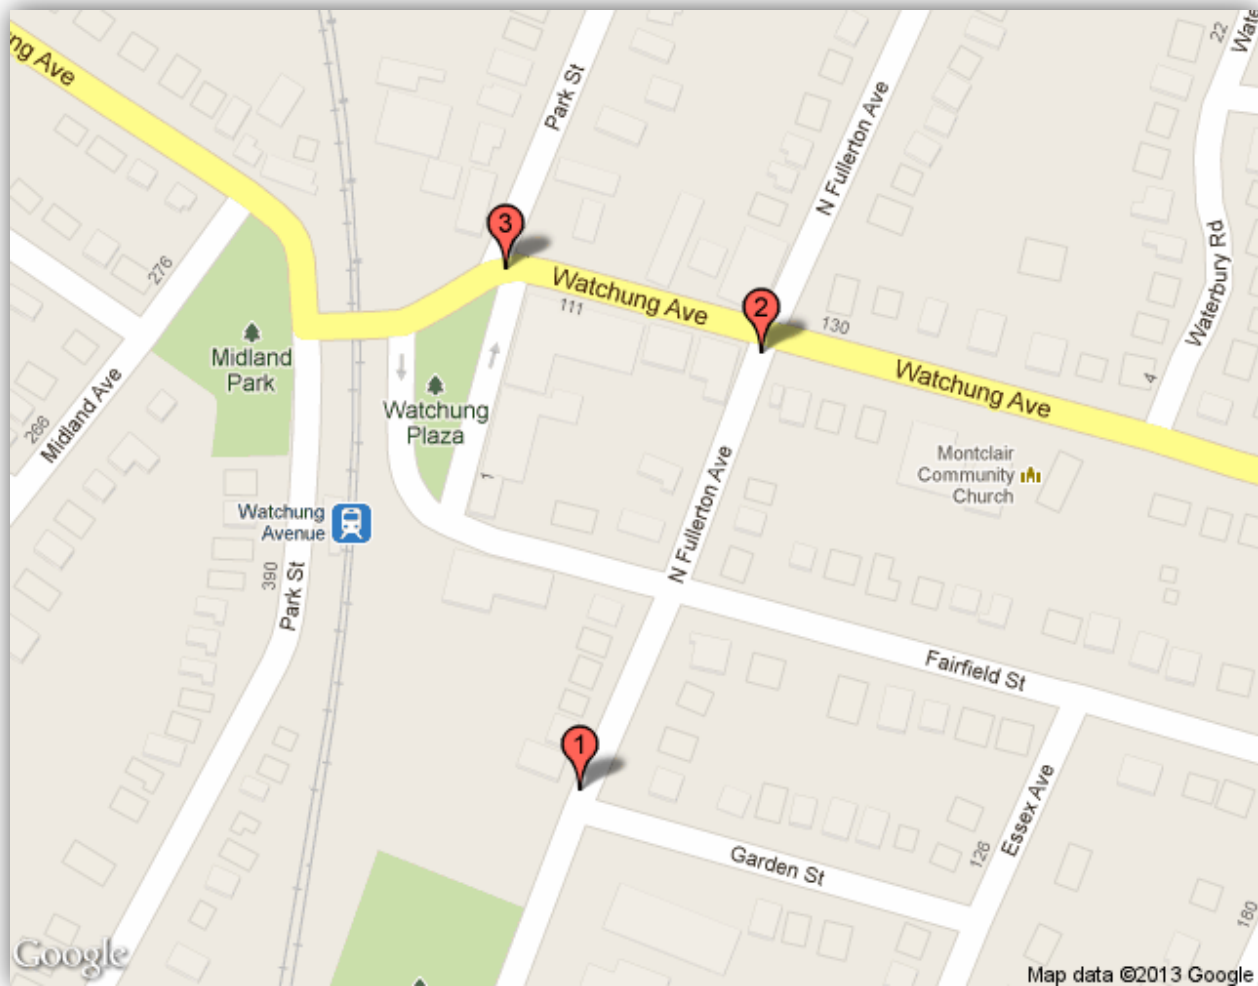 ng Ave
Park St
N Fullerton Ave
22
Wate
Waterbury Rd
276
3
Watchung Ave
111
2
130
Midland
Park
Watchung Ave
4
Midland Ave
266
Watchung
Plaza
1
N Fullerton Ave
Montclair
Community
Church
Watchung
Avenue
390
Park St
Fairfield St
1
Essex Ave
Garden St
126
180
Google
Map data ©2013 Google